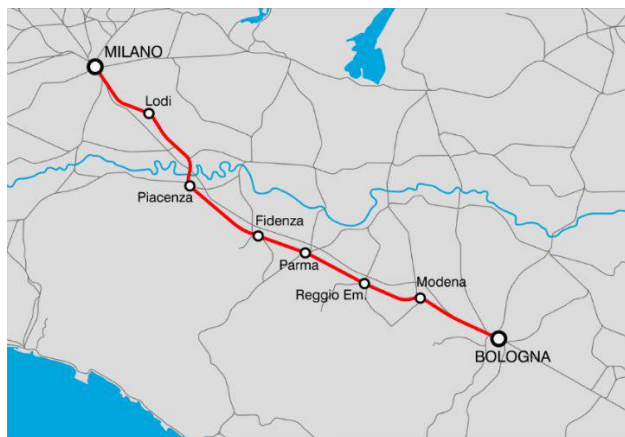 MILANO
Lodi
Piacenza
Fidenza
Parma
Reggio Em.
Modena
BOLOGNA